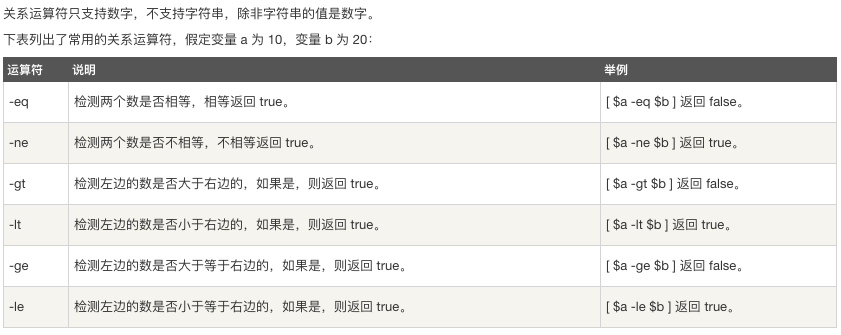 关系运算符只支持数字，不支持字符串，除非字符串的值是数字。
下表列出了常用的关系运算符，假定变量 a 为 10，变量 b 为 20：
运算符 说明 举例
-eq 检测两个数是否相等，相等返回 true。 [ $a -eq $b ] 返回 false。
-ne 检测两个数是否不相等，不相等返回 true。 [ $a -ne $b ] 返回 true。
-gt 检测左边的数是否大于右边的，如果是，则返回 true。 [ $a -gt $b ] 返回 false。
-lt 检测左边的数是否小于右边的，如果是，则返回 true。 [ $a -lt $b ] 返回 true。
-ge 检测左边的数是否大于等于右边的，如果是，则返回 true。 [ $a -ge $b ] 返回 false。
-le 检测左边的数是否小于等于右边的，如果是，则返回 true。 [ $a -le $b ] 返回 true。